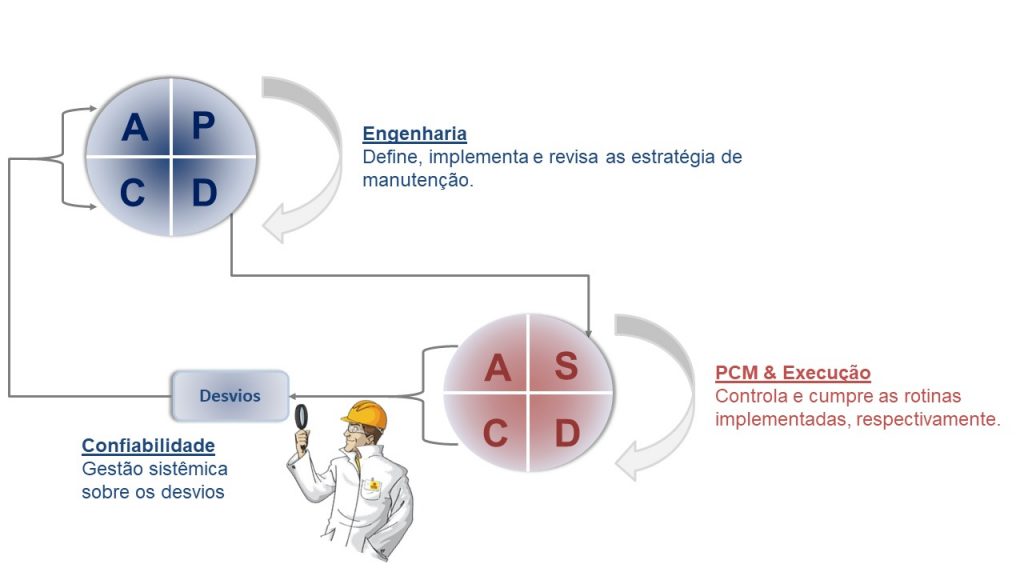 A P
C D
Engenharia
Define, implementa e revisa as estratégia de
manutenção.
A S
C D
PCM & Execução
Controla e cumpre as rotinas
implementadas, respectivamente.
Desvios
Confiabilidade
Gestão sistêmica
sobre os desvios